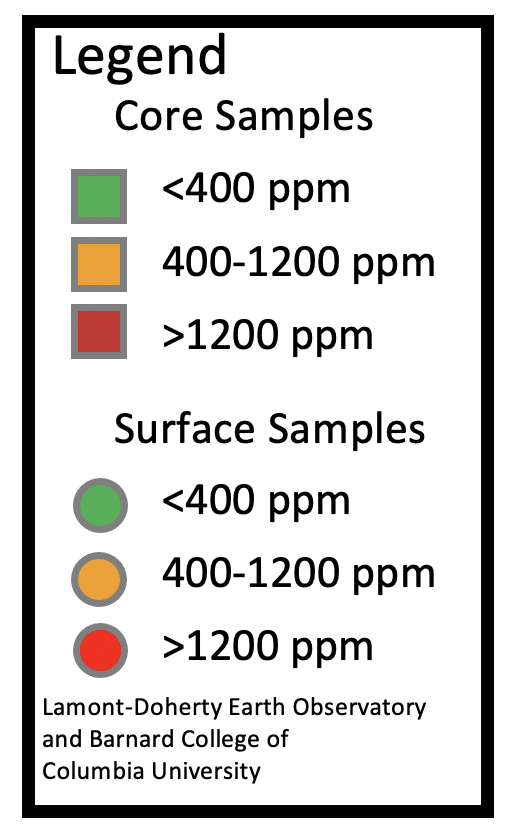 Legend
Core Samples
<400 ppm
400-1200 ppm
>1200 ppm
Surface Samples
<400 ppm
400-1200 ppm
>1200 ppm
Lamont-Doherty Earth Observatory
and Barnard College of
Columbia University